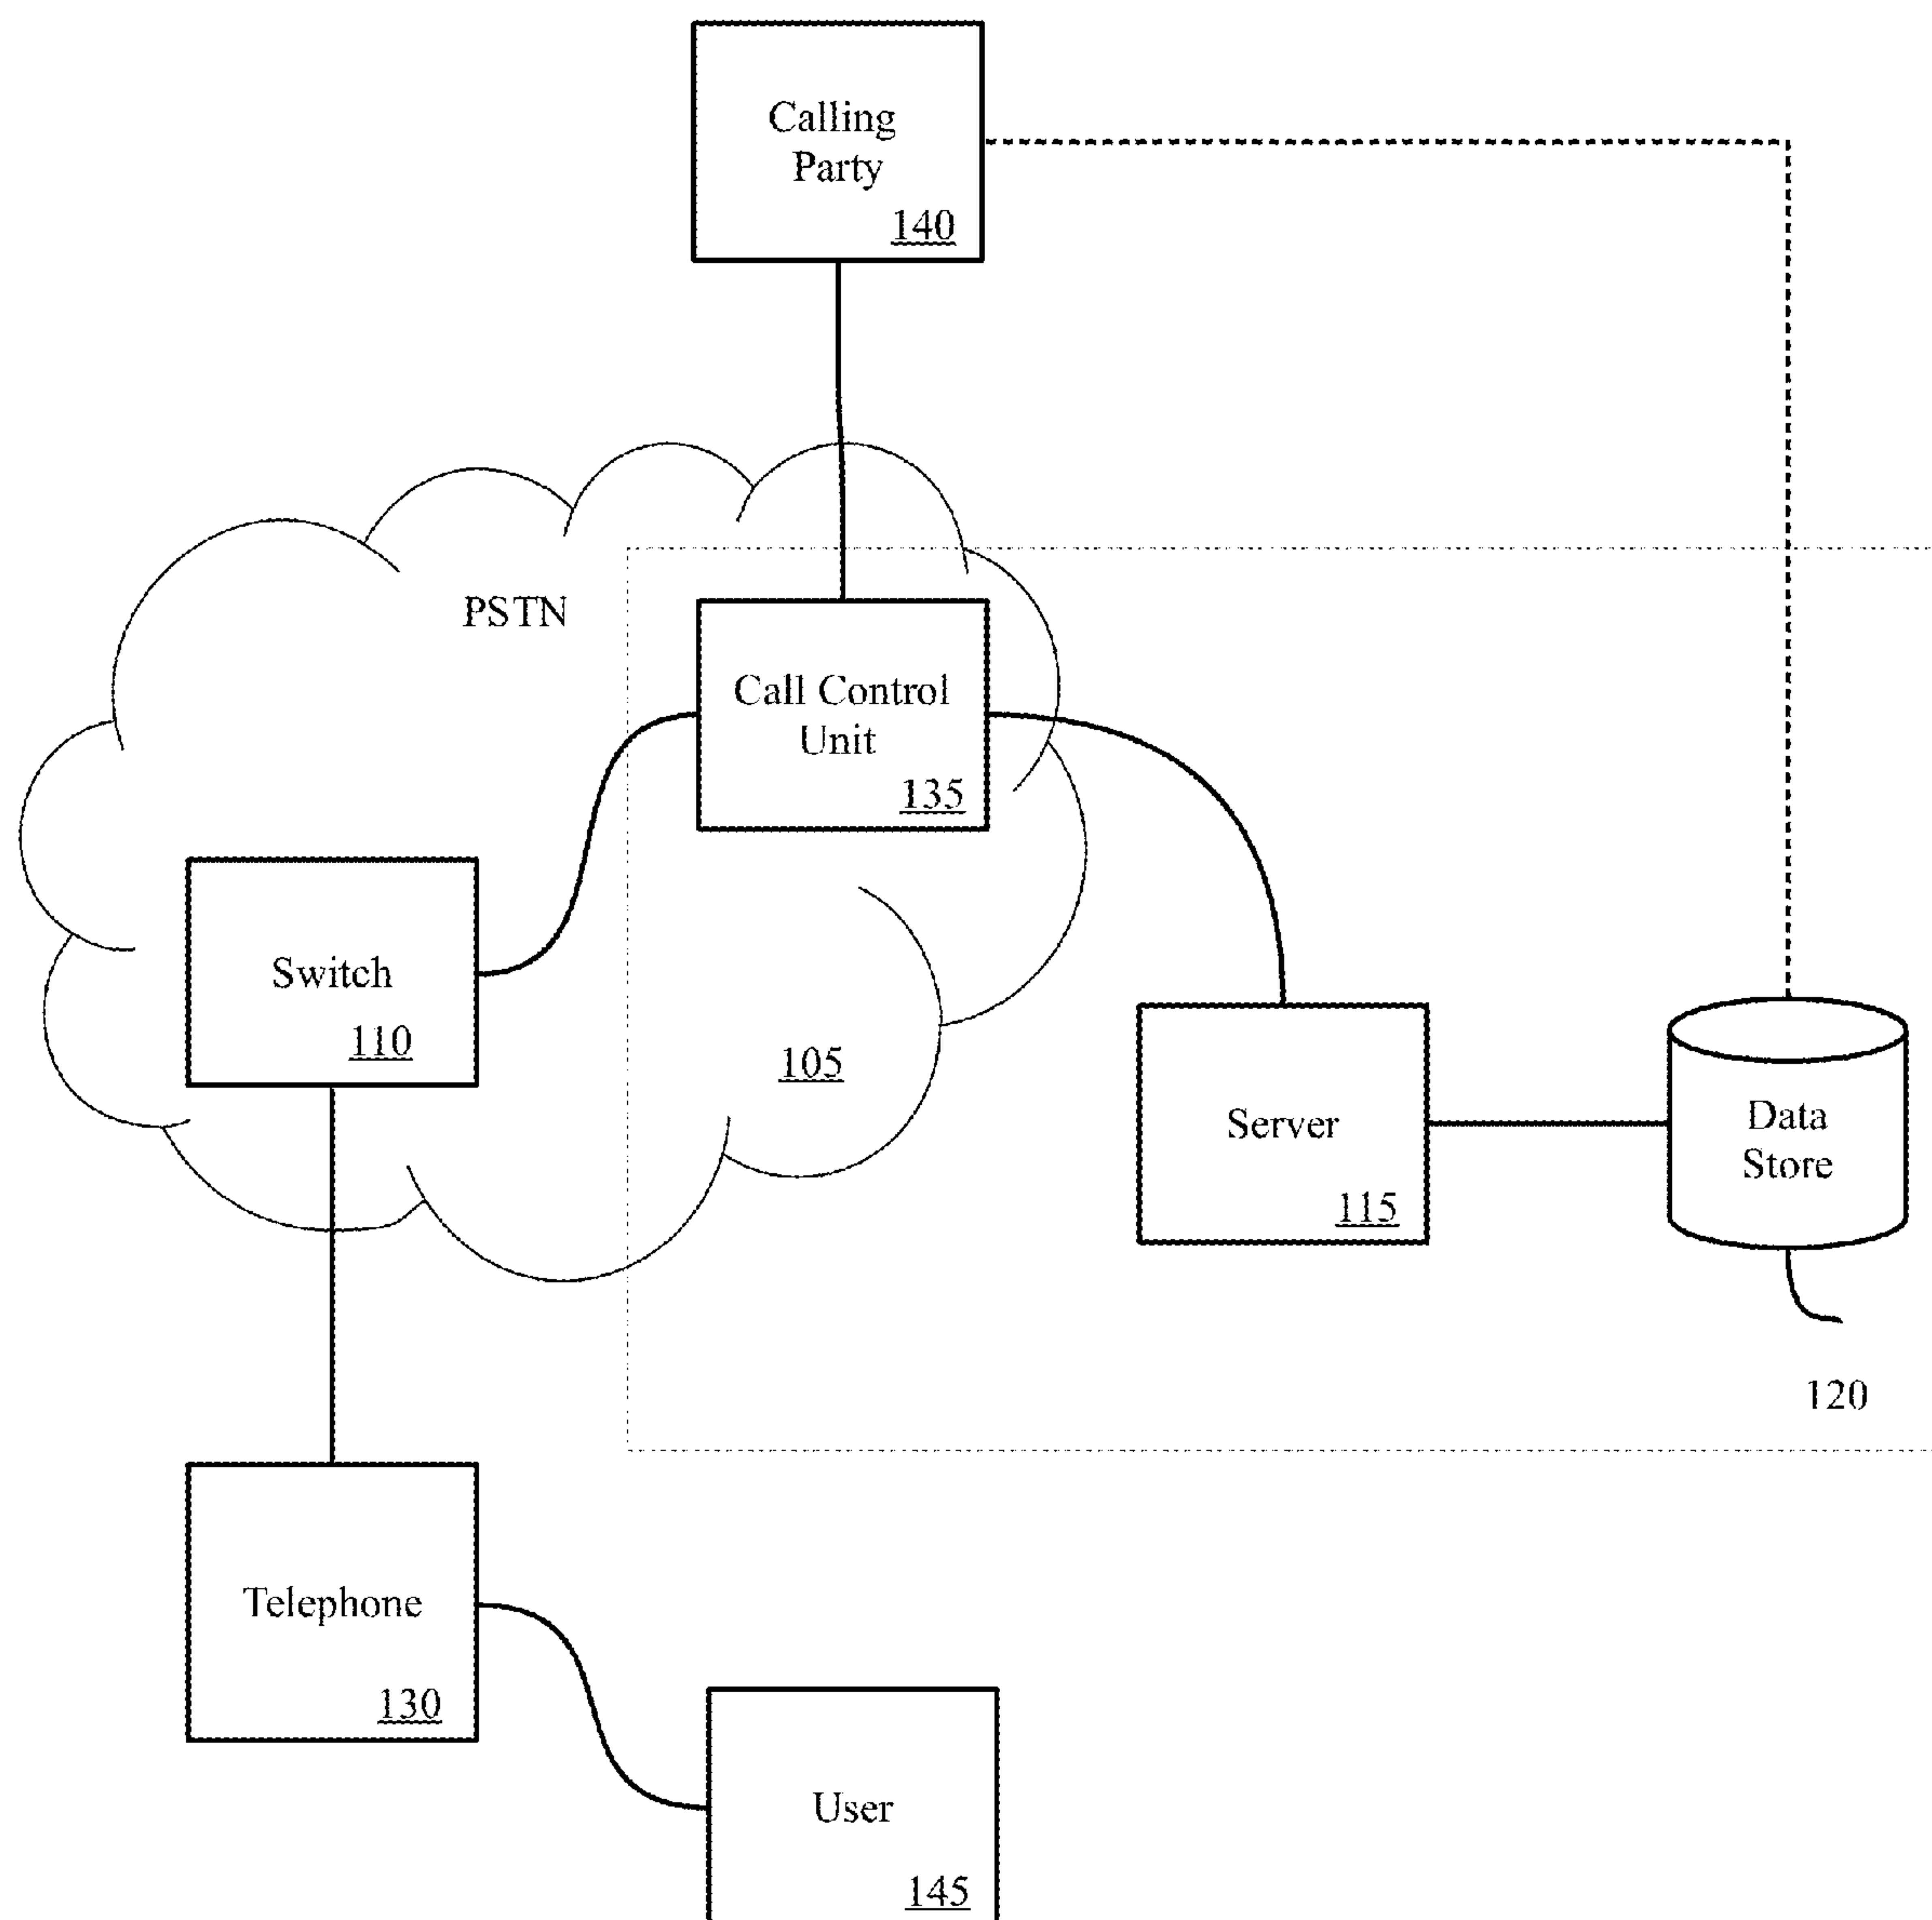 Calling
Party
140
PSTN
Call Control
Unit
135
Switch
110
105
Server
115
Data
Store
120
Telephone
130
User
145